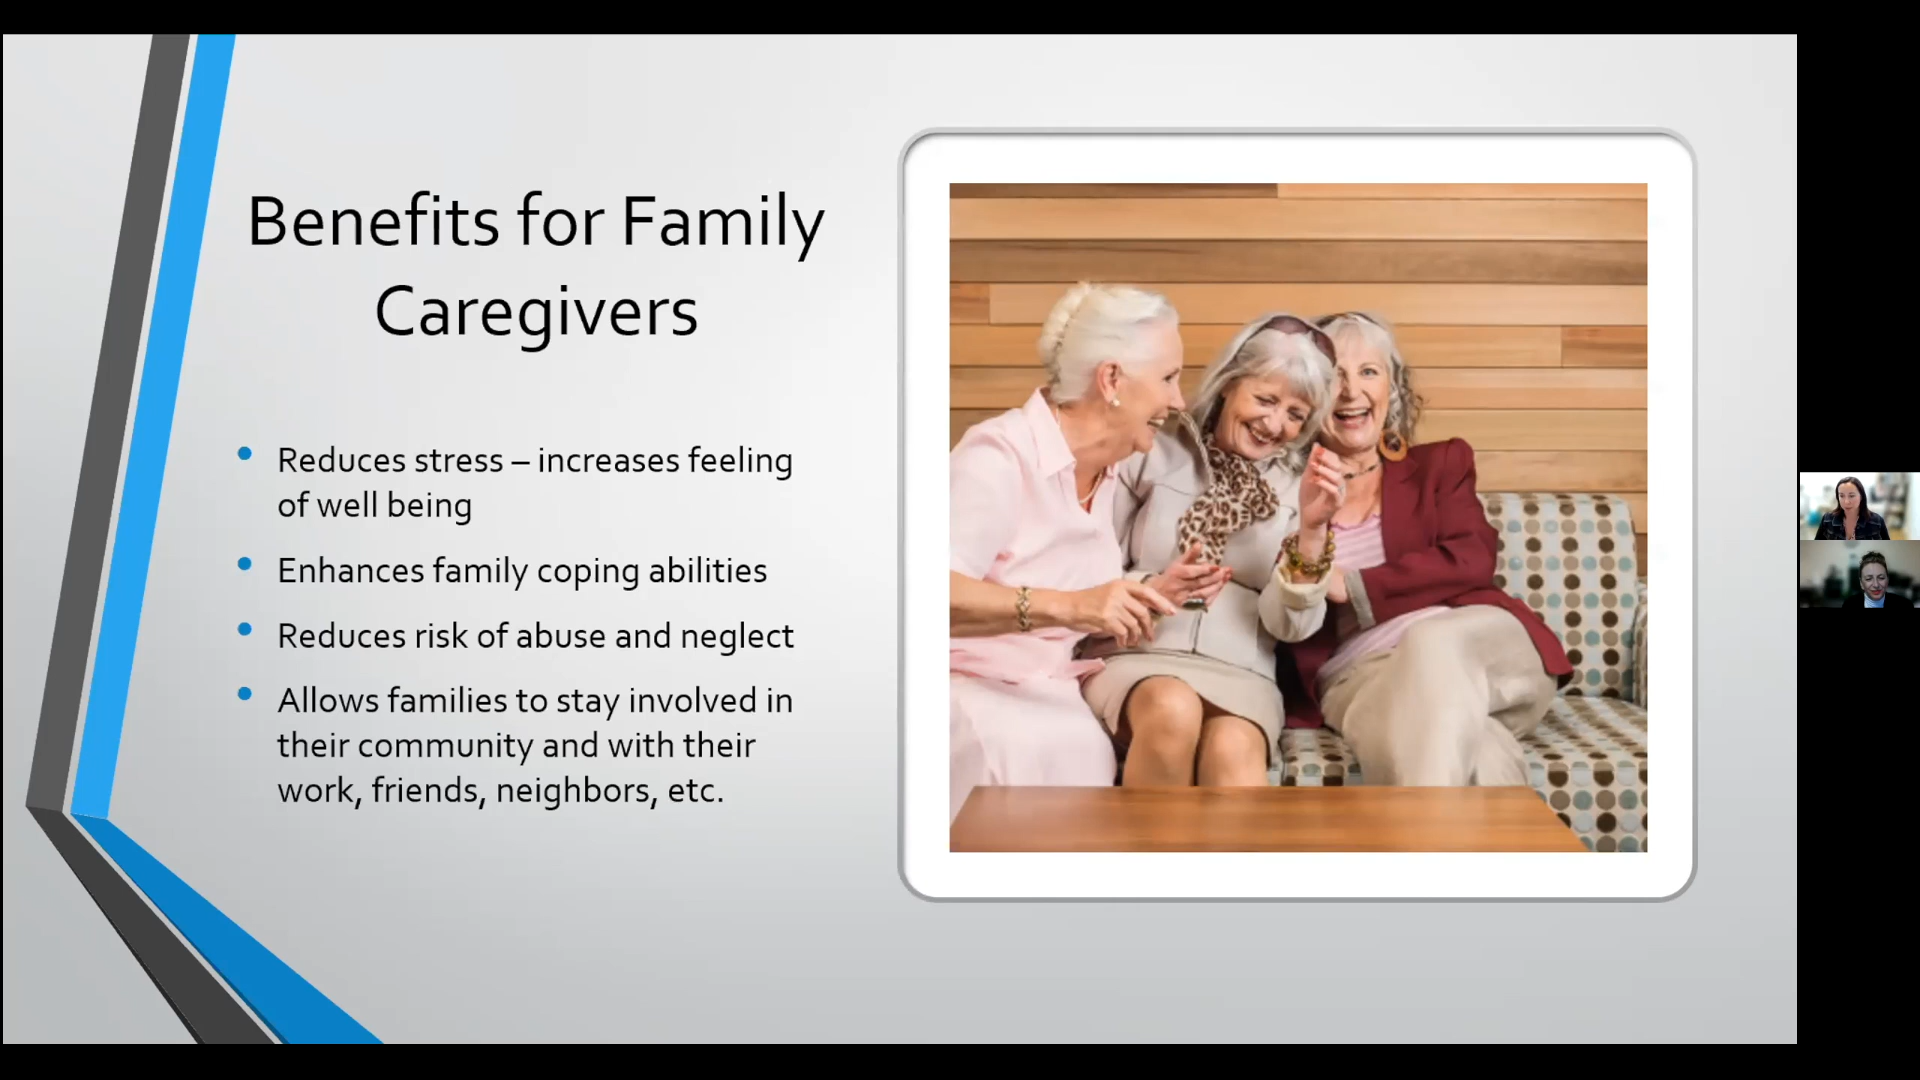 Benefits for Family
Caregivers
• Reduces stress – increases feeling
of well being
• Enhances family coping abilities
• Reduces risk of abuse and neglect
• Allows families to stay involved in
their community and with their
work, friends, neighbors, etc.